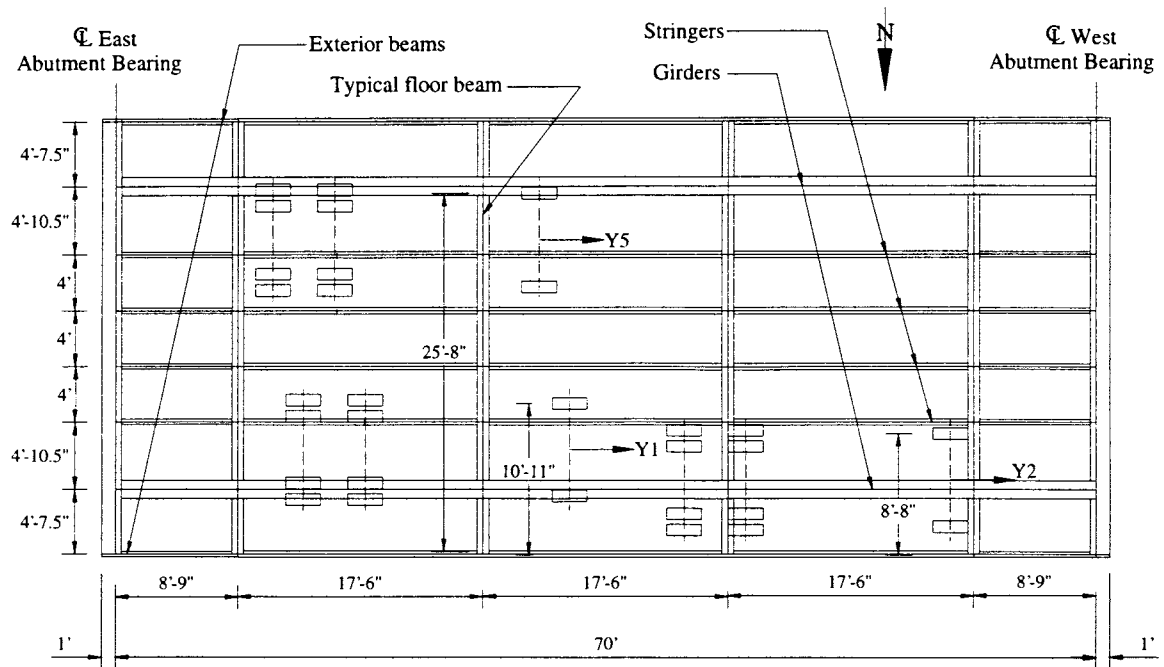 ℄ East
Abutment Bearing
Exterior beams
Typical floor beam
Stringers
Girders
N
℄ West
Abutment Bearing
4'-7.5"
4'-10.5"
4'
4'
4'
4'-10.5"
4'-7.5"
Y5
25'-8"
Y1
10'-11"
Y2
8'-8"
8'-9"
17'-6"
17'-6"
17'-6"
8'-9"
1'
70'
1'